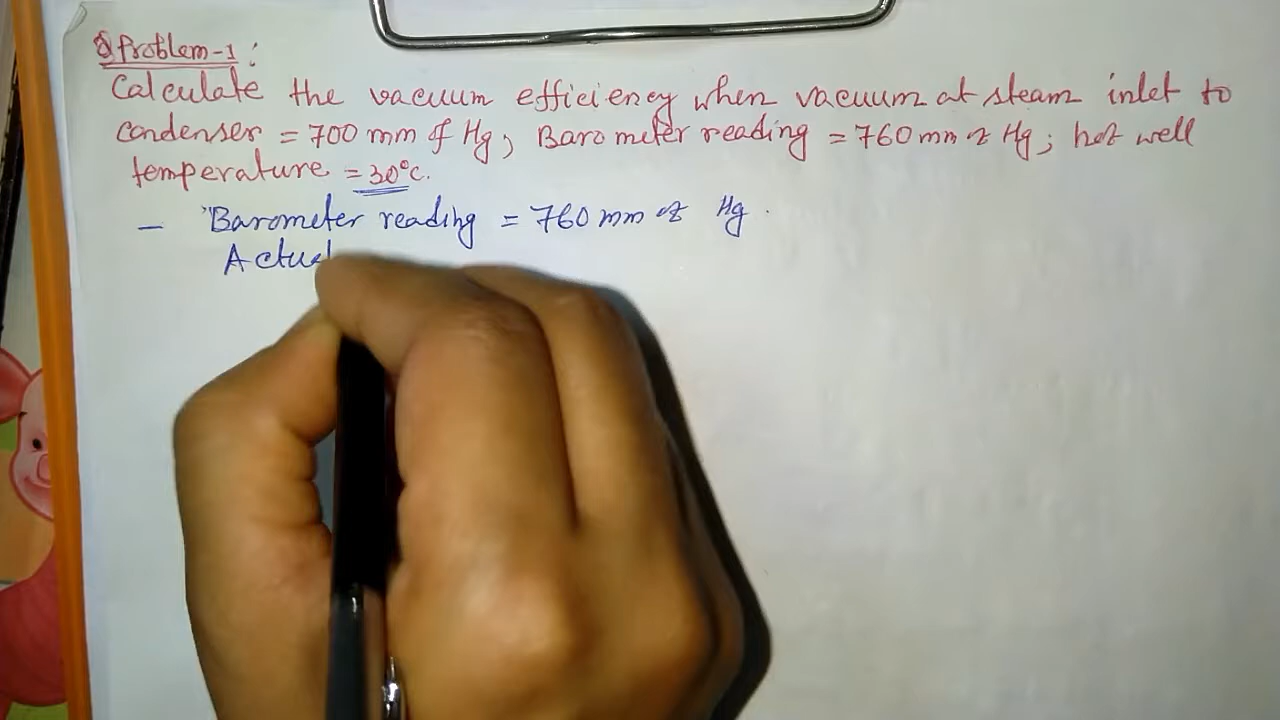 Problem-1:
Calculate the vacuum efficiency when vacuum at steam inlet to
condenser = 700 mm of Hg; Barometer reading = 760 mm of Hg; hot well
temperature = 30°c.
- Barometer reading = 760 mm of Hg.
Actual